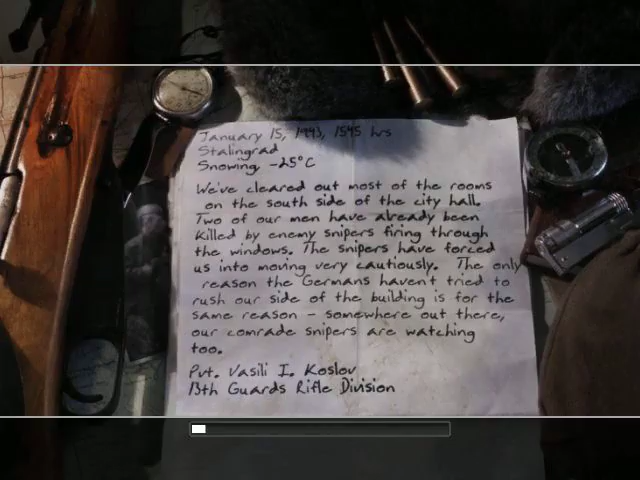 January 15, 1943, 1545 hrs
Stalingrad
Snowing -25°C
We've cleared out most of the rooms
on the south side of the city hall.
Two of our men have already been
killed by enemy snipers firing through
the windows. The snipers have forced
us into moving very cautiously. The only
reason the Germans haven't tried to
rush our side of the building is for the
same reason - somewhere out there,
our comrade snipers are watching
too.
Pvt. Vasili I. Koslov
13th Guards Rifle Division